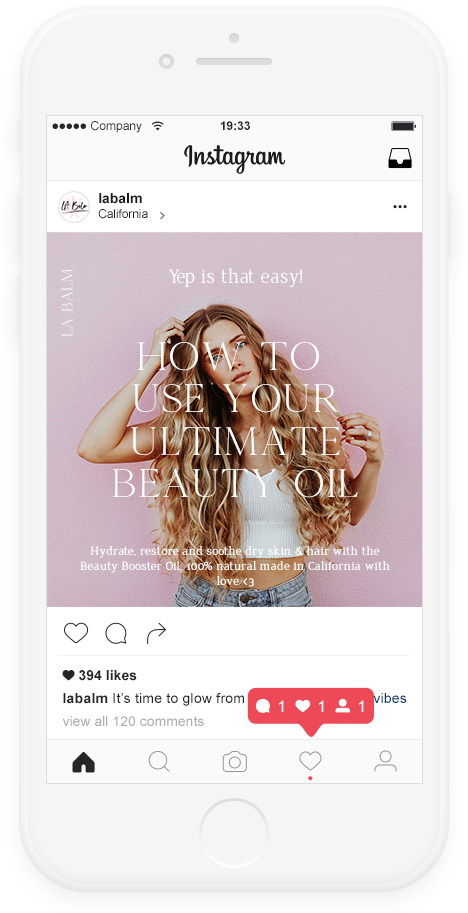 Company 19:33
Instagram
LA Balm
labalm
California
LA BALM
Yep is that easy!
HOW TO
USE YOUR
ULTIMATE
BEAUTY OIL
Hydrate, restore and soothe dry skin & hair with the
Beauty Booster Oil, 100% natural made in California with
love <3
394 likes
labalm It's time to glow from vibes
1 1 1
view all 120 comments